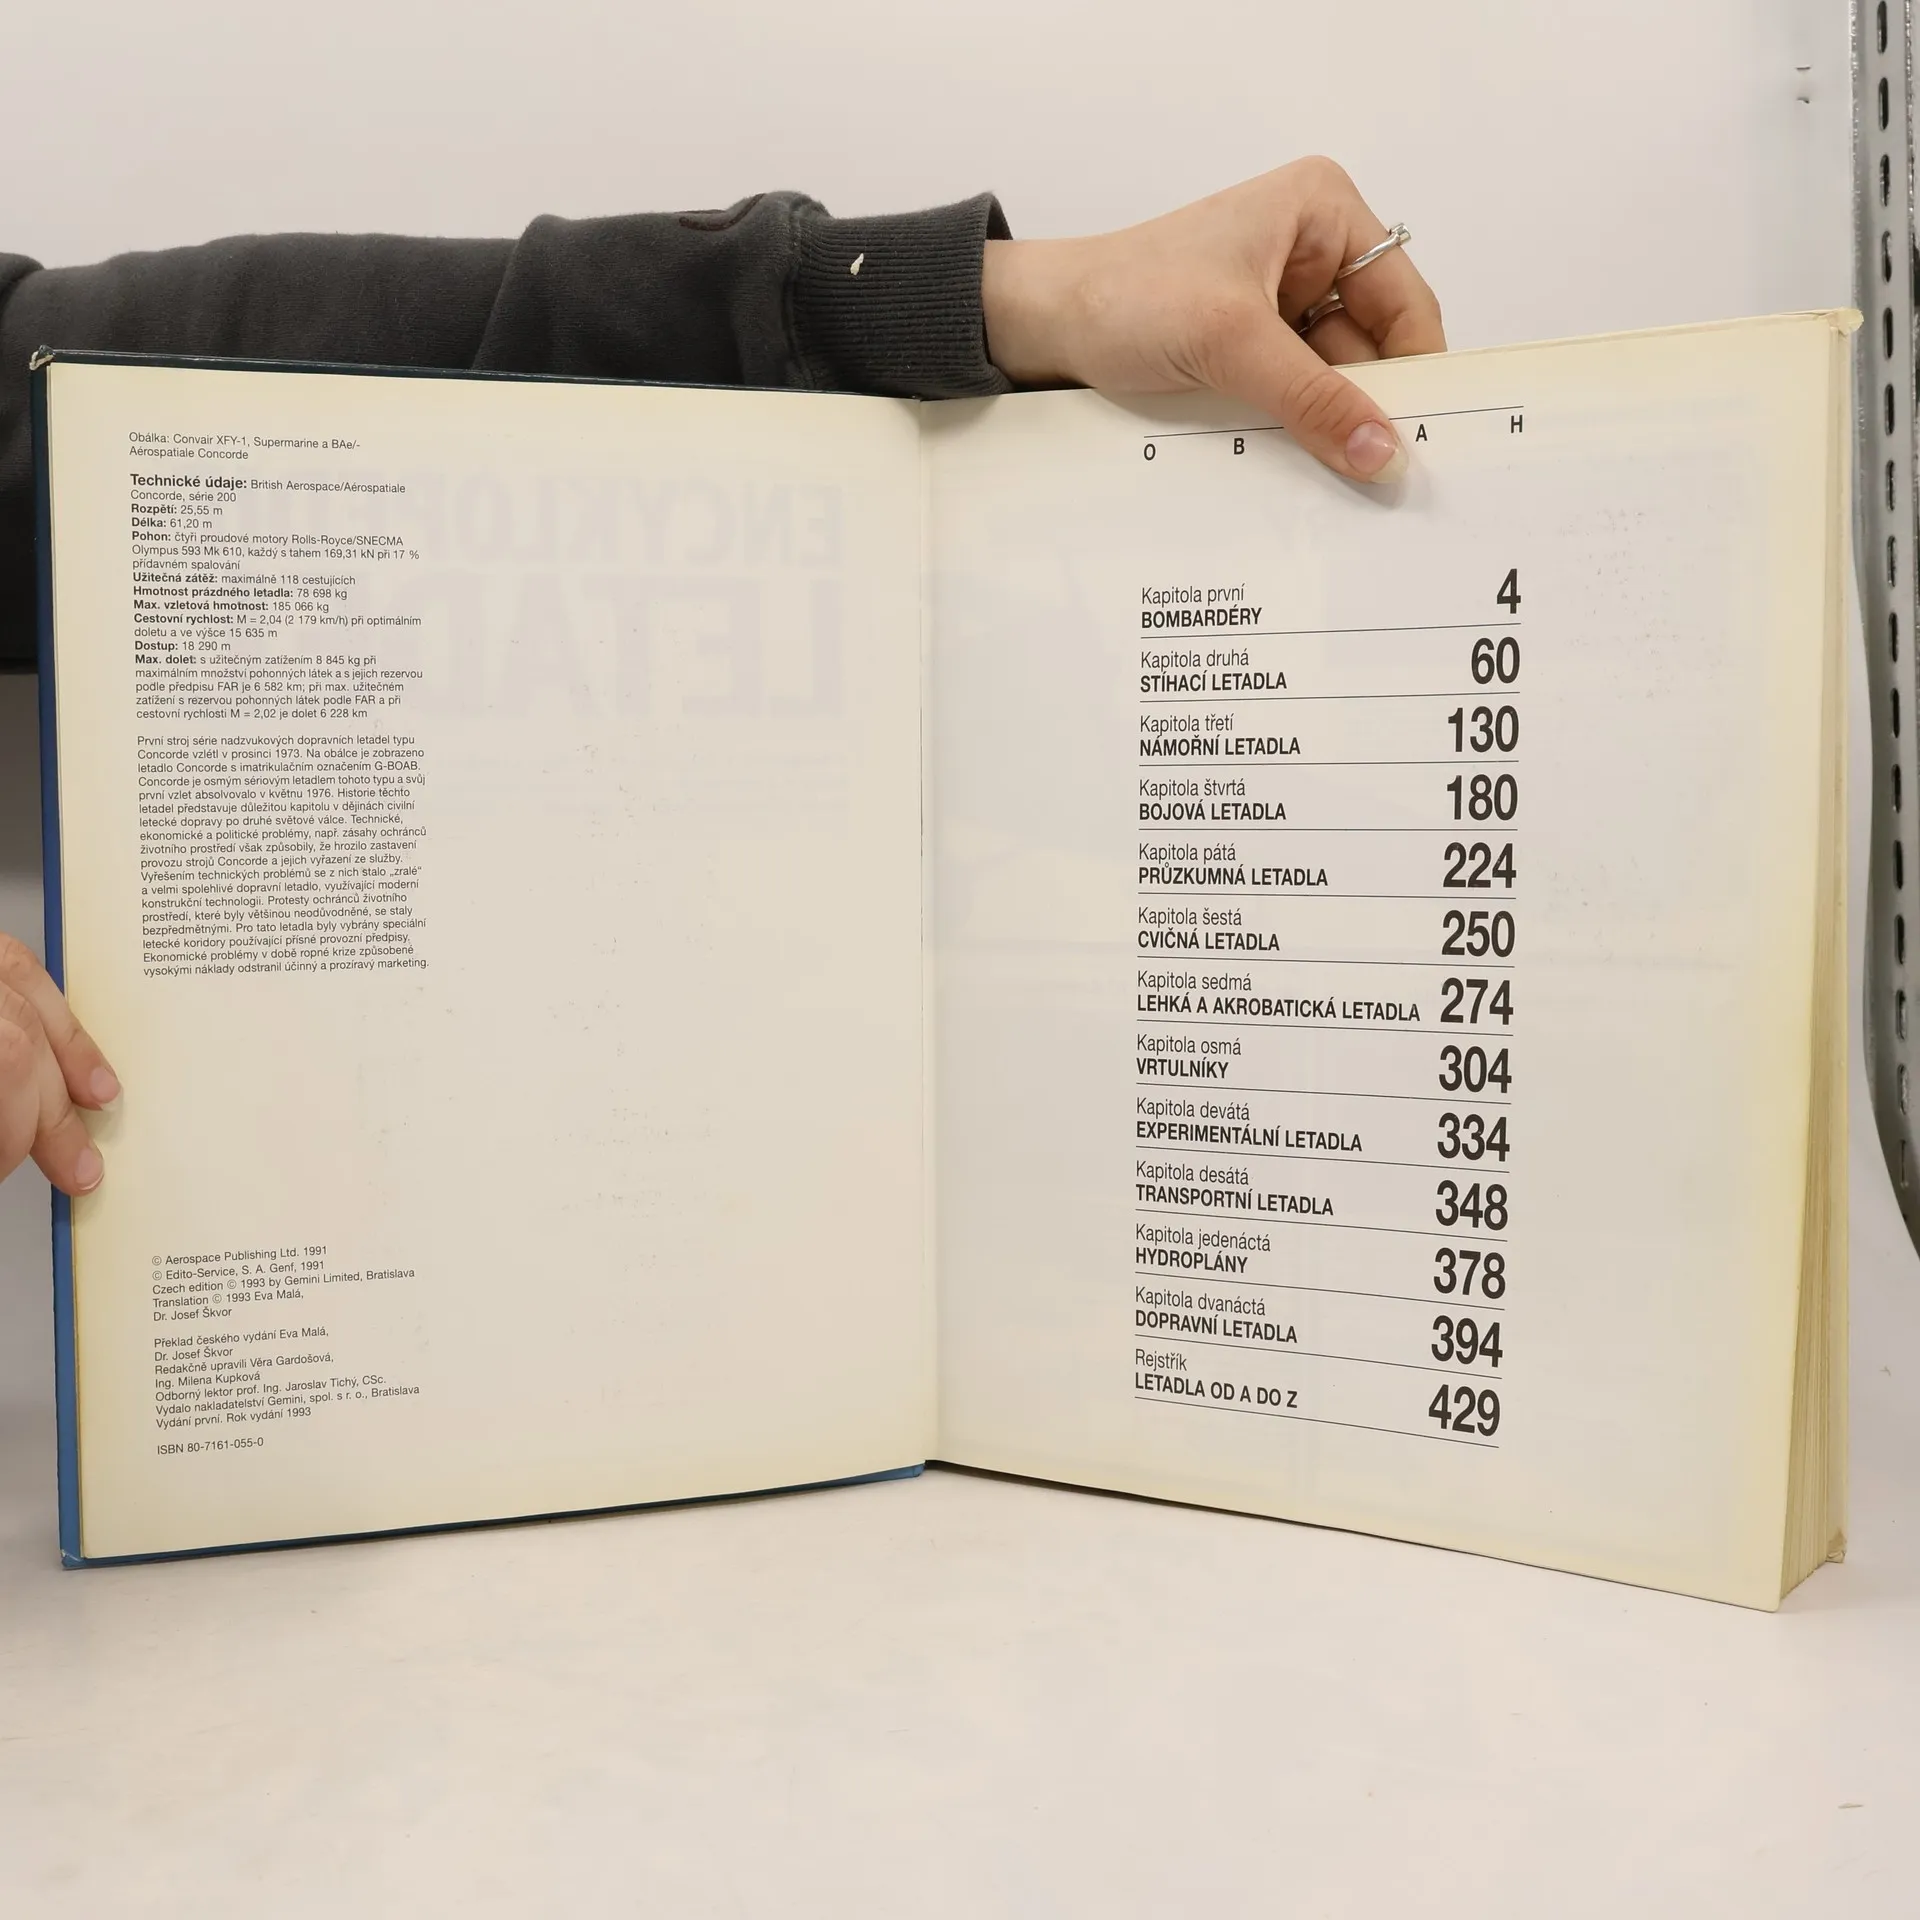 Obálka: Convair XFY-1, Supermarine a BAe/-
Aérospatiale Concorde
Technické údaje: British Aerospace/Aérospatiale
Concorde, série 200
Rozpětí: 25,55 m
Délka: 61,20 m
Pohon: čtyři proudové motory Rolls-Royce/SNECMA
Olympus 593 Mk 610, každý s tahem 169,31 kN při 17 %
přídavném spalování
Užitečná zátěž: maximálně 118 cestujících
Hmotnost prázdného letadla: 78 698 kg
Max. vzletová hmotnost: 185 066 kg
Cestovní rychlost: M = 2,04 (2 179 km/h) při optimálním
doletu a ve výšce 15 635 m
Dostup: 18 290 m
Max. dolet: s užitečným zatížením 8 845 kg při
maximálním množství pohonných látek a s jejich rezervou
podle předpisu FAR je 6 582 km; při max. užitečném
zatížení s rezervou pohonných látek podle FAR a při
cestovní rychlosti M = 2,02 je dolet 6 228 km
První stroj série nadzvukových dopravních letadel typu
Concorde vzlétl v prosinci 1973. Na obálce je zobrazeno
letadlo Concorde s imatrikulačním označením G-BOAB.
Concorde je osmým sériovým letadlem tohoto typu a svůj
první vzlet absolvovalo v květnu 1976. Historie těchto
letadel představuje důležitou kapitolu v dějinách civilní
letecké dopravy po druhé světové válce. Technické,
ekonomické a politické problémy, např. zásahy ochránců
životního prostředí však způsobily, že hrozilo zastavení
provozu strojů Concorde a jejich vyřazení ze služby.
Vyřešením technických problémů se z nich stalo „zralé“
a velmi spolehlivé dopravní letadlo, využívající moderní
konstrukční technologii. Protesty ochránců životního
prostředí, které byly většinou neodůvodněné, se staly
bezpředmětnými. Pro tato letadla byly vybrány speciální
letecké koridory používající přísné provozní předpisy.
Ekonomické problémy v době ropné krize způsobené
vysokými náklady odstranil účinný a prozíravý marketing.
© Aerospace Publishing Ltd. 1991
© Edito-Service, S. A. Genf, 1991
Czech edition © 1993 by Gemini Limited, Bratislava
Translation © 1993 Eva Malá,
Dr. Josef Škvor
Překlad českého vydání Eva Malá,
Dr. Josef Škvor
Redakčně upravili Věra Gardošová,
Ing. Milena Kupková
Odborný lektor prof. Ing. Jaroslav Tichý, CSc.
Vydalo nakladatelství Gemini, spol. s r. o., Bratislava
Vydání první. Rok vydání 1993
ISBN 80-7161-055-0
O B A H
Kapitola první
BOMBARDÉRY 4
Kapitola druhá
STÍHACÍ LETADLA 60
Kapitola třetí
NÁMOŘNÍ LETADLA 130
Kapitola štvrtá
BOJOVÁ LETADLA 180
Kapitola pátá
PRŮZKUMNÁ LETADLA 224
Kapitola šestá
CVIČNÁ LETADLA 250
Kapitola sedmá
LEHKÁ A AKROBATICKÁ LETADLA 274
Kapitola osmá
VRTULNÍKY 304
Kapitola devátá
EXPERIMENTÁLNÍ LETADLA 334
Kapitola desátá
TRANSPORTNÍ LETADLA 348
Kapitola jedenáctá
HYDROPLÁNY 378
Kapitola dvanáctá
DOPRAVNÍ LETADLA 394
Rejstřík
LETADLA OD A DO Z 429